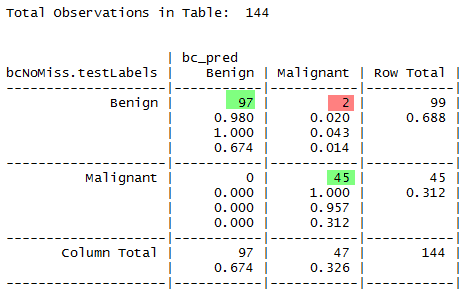 Total Observations in Table:  144
                     | bc_pred
bcNoMiss.testLabels |    Benign | Malignant | Row Total |
--------------------|-----------|-----------|-----------|
             Benign |        97 |         2 |        99 |
                    |     0.980 |     0.020 |     0.688 |
                    |     1.000 |     0.043 |           |
                    |     0.674 |     0.014 |           |
--------------------|-----------|-----------|-----------|
          Malignant |         0 |        45 |        45 |
                    |     0.000 |     1.000 |     0.312 |
                    |     0.000 |     0.957 |           |
                    |     0.000 |     0.312 |           |
--------------------|-----------|-----------|-----------|
       Column Total |        97 |        47 |       144 |
                    |     0.674 |     0.326 |           |
--------------------|-----------|-----------|-----------|